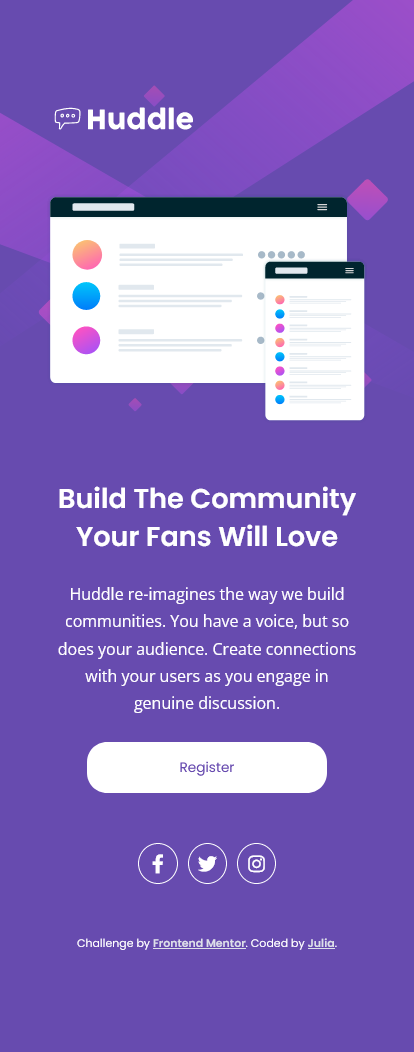 Huddle
Build The Community
Your Fans Will Love
Huddle re-imagines the way we build
communities. You have a voice, but so
does your audience. Create connections
with your users as you engage in
genuine discussion.
Register
Challenge by Frontend Mentor. Coded by Julia.